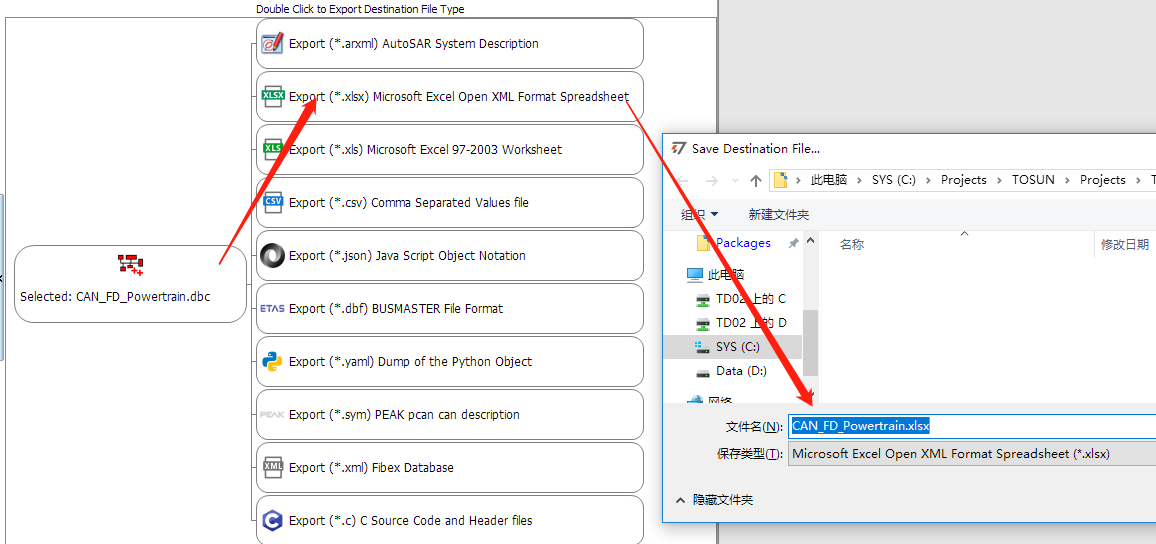 Double Click to Export Destination File Type
Export (*.arxml) AutoSAR System Description
XLSX Export (*.xlsx) Microsoft Excel Open XML Format Spreadsheet
XLS Export (*.xls) Microsoft Excel 97-2003 Worksheet
CSV Export (*.csv) Comma Separated Values file
Export (*.json) Java Script Object Notation
Selected: CAN_FD_Powertrain.dbc
ETAS Export (*.dbf) BUSMASTER File Format
Export (*.yaml) Dump of the Python Object
PEAK Export (*.sym) PEAK pcan can description
XML Export (*.xml) Fibex Database
C Export (*.c) C Source Code and Header files
Save Destination File...
此电脑 > SYS (C:) > Projects > TOSUN > Projects > T
组织 新建文件夹
Packages
名称 修改日期
此电脑
TD02 上的 C
TD02 上的 D
SYS (C:)
Data (D:)
网络
文件名(N): CAN_FD_Powertrain.xlsx
保存类型(T): Microsoft Excel Open XML Format Spreadsheet (*.xlsx)
隐藏文件夹